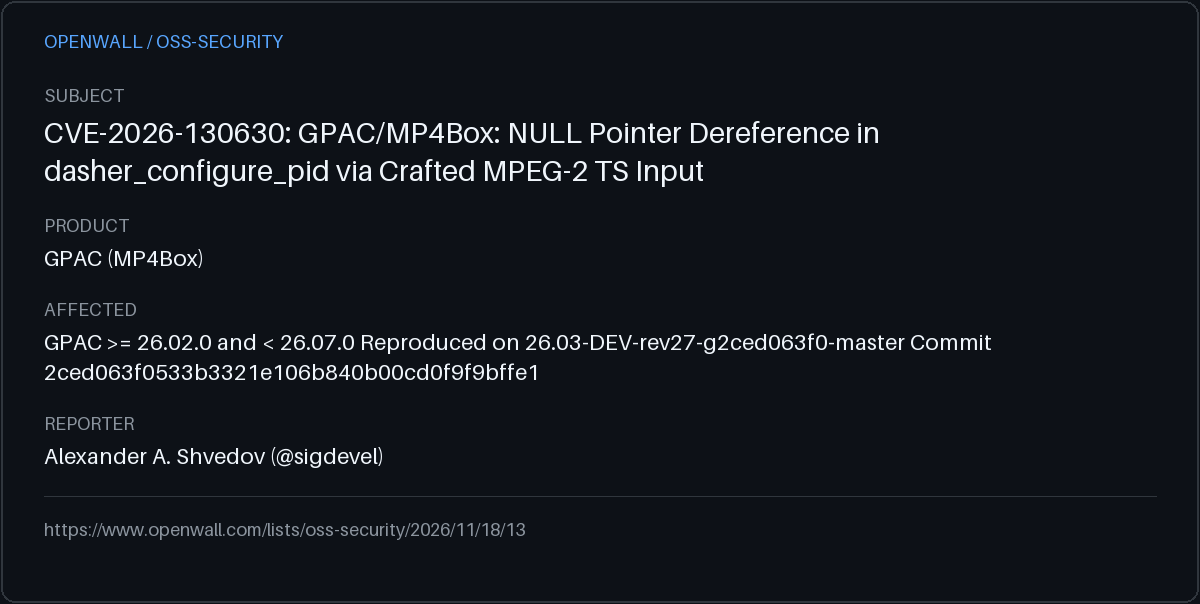 OPENWALL / OSS-SECURITY
SUBJECT
CVE-2026-130630: GPAC/MP4Box: NULL Pointer Dereference in
dasher_configure_pid via Crafted MPEG-2 TS Input
PRODUCT
GPAC (MP4Box)
AFFECTED
GPAC >= 26.02.0 and < 26.07.0 Reproduced on 26.03-DEV-rev27-g2ced063f0-master Commit
2ced063f0533b3321e106b840b00cd0f9f9bffe1
REPORTER
Alexander A. Shvedov (@sigdevel)
https://www.openwall.com/lists/oss-security/2026/11/18/13